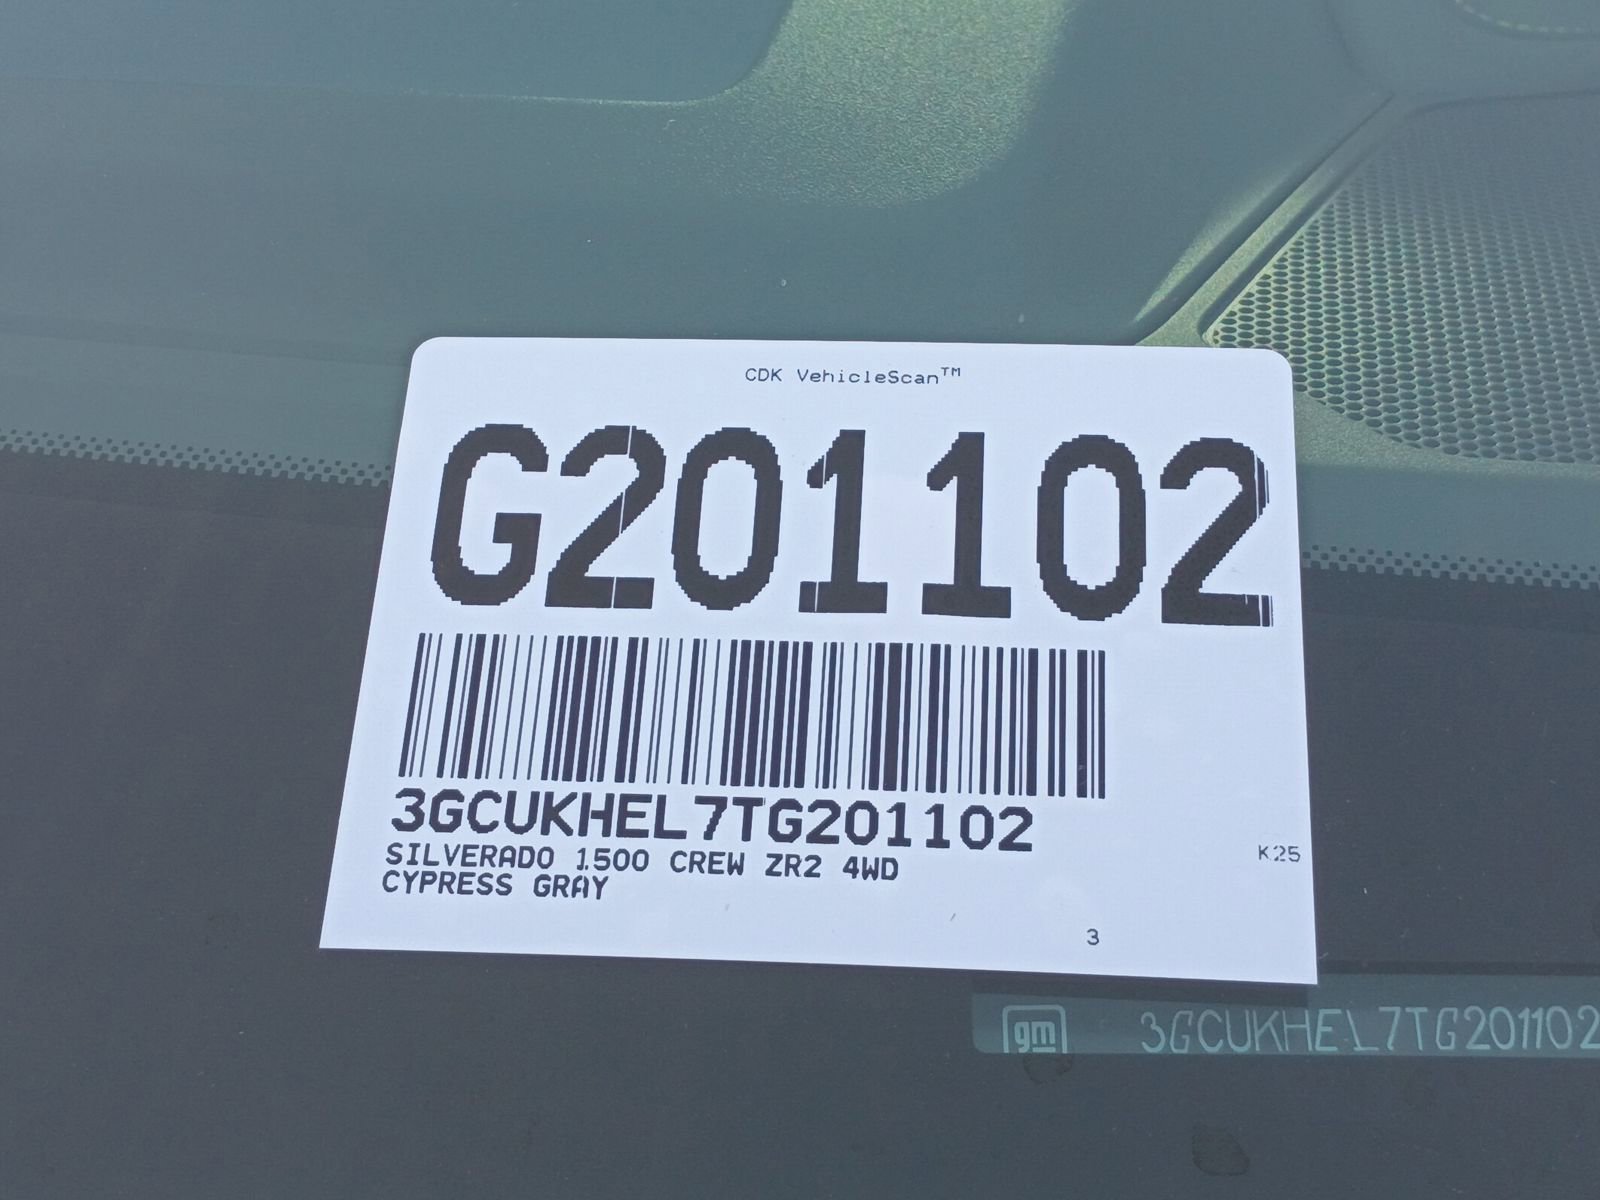 CDK VehicleScan™
G201102
3GCUKHEL7TG201102
SILVERADO 1500 CREW ZR2 4WD
CYPRESS GRAY
K25
3
gm 3GCUKHEL7TG201102